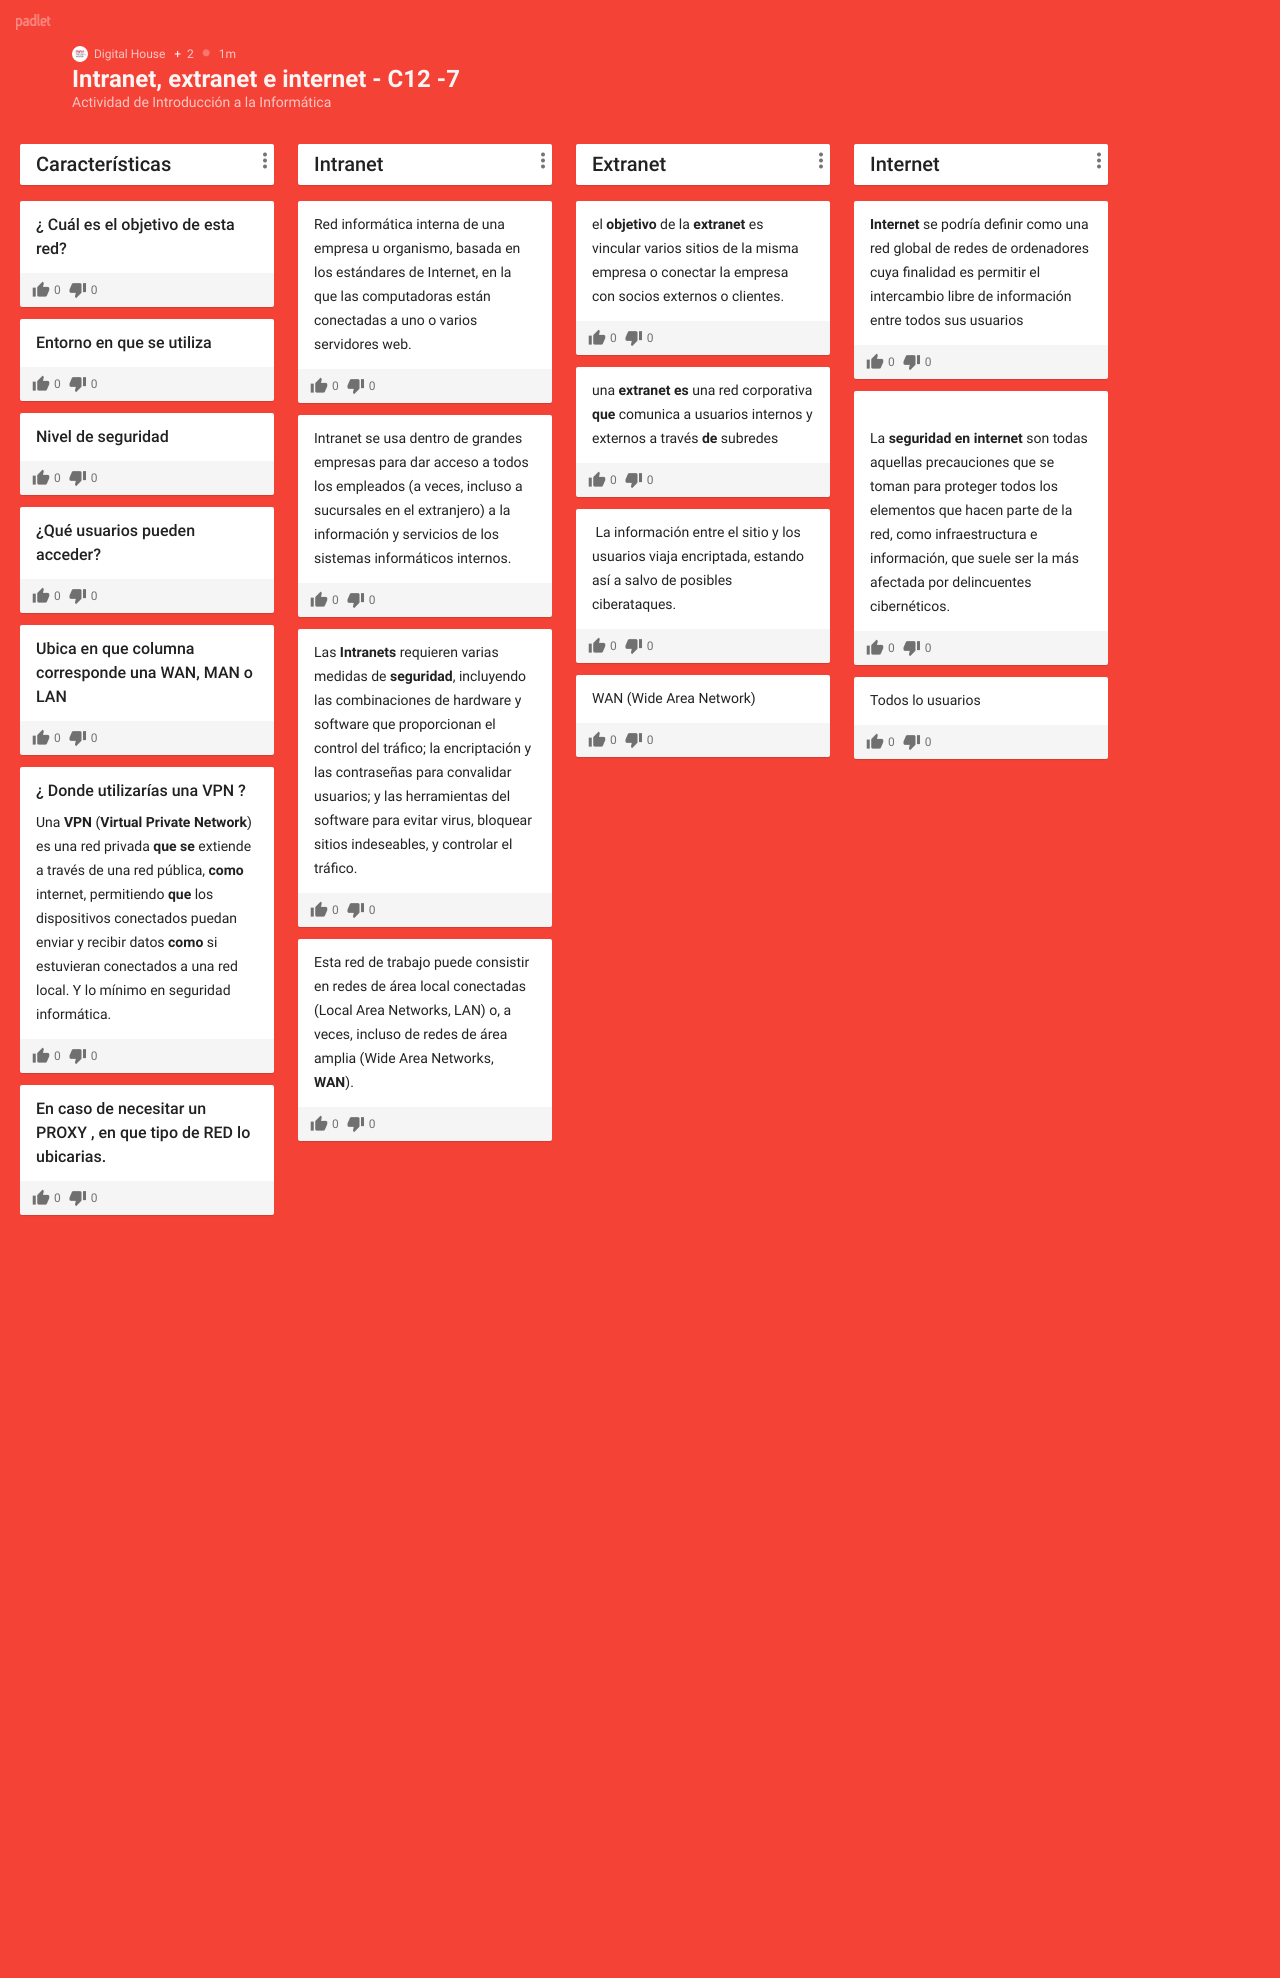 padlet
Digital House + 2 1m
Intranet, extranet e internet - C12 -7
Actividad de Introducción a la Informática
Características
¿ Cuál es el objetivo de esta
red?
0 0
Entorno en que se utiliza
0 0
Nivel de seguridad
0 0
¿Qué usuarios pueden
acceder?
0 0
Ubica en que columna
corresponde una WAN, MAN o
LAN
0 0
¿ Donde utilizarías una VPN ?
Una VPN (Virtual Private Network)
es una red privada que se extiende
a través de una red pública, como
internet, permitiendo que los
dispositivos conectados puedan
enviar y recibir datos como si
estuvieran conectados a una red
local. Y lo mínimo en seguridad
informática.
0 0
En caso de necesitar un
PROXY , en que tipo de RED lo
ubicarias.
0 0
Intranet
Red informática interna de una
empresa u organismo, basada en
los estándares de Internet, en la
que las computadoras están
conectadas a uno o varios
servidores web.
0 0
Intranet se usa dentro de grandes
empresas para dar acceso a todos
los empleados (a veces, incluso a
sucursales en el extranjero) a la
información y servicios de los
sistemas informáticos internos.
0 0
Las Intranets requieren varias
medidas de seguridad, incluyendo
las combinaciones de hardware y
software que proporcionan el
control del tráfico; la encriptación y
las contraseñas para convalidar
usuarios; y las herramientas del
software para evitar virus, bloquear
sitios indeseables, y controlar el
tráfico.
0 0
Esta red de trabajo puede consistir
en redes de área local conectadas
(Local Area Networks, LAN) o, a
veces, incluso de redes de área
amplia (Wide Area Networks,
WAN).
0 0
Extranet
el objetivo de la extranet es
vincular varios sitios de la misma
empresa o conectar la empresa
con socios externos o clientes.
0 0
una extranet es una red corporativa
que comunica a usuarios internos y
externos a través de subredes
0 0
La información entre el sitio y los
usuarios viaja encriptada, estando
así a salvo de posibles
ciberataques.
0 0
WAN (Wide Area Network)
0 0
Internet
Internet se podría definir como una
red global de redes de ordenadores
cuya finalidad es permitir el
intercambio libre de información
entre todos sus usuarios
0 0
La seguridad en internet son todas
aquellas precauciones que se
toman para proteger todos los
elementos que hacen parte de la
red, como infraestructura e
información, que suele ser la más
afectada por delincuentes
cibernéticos.
0 0
Todos lo usuarios
0 0